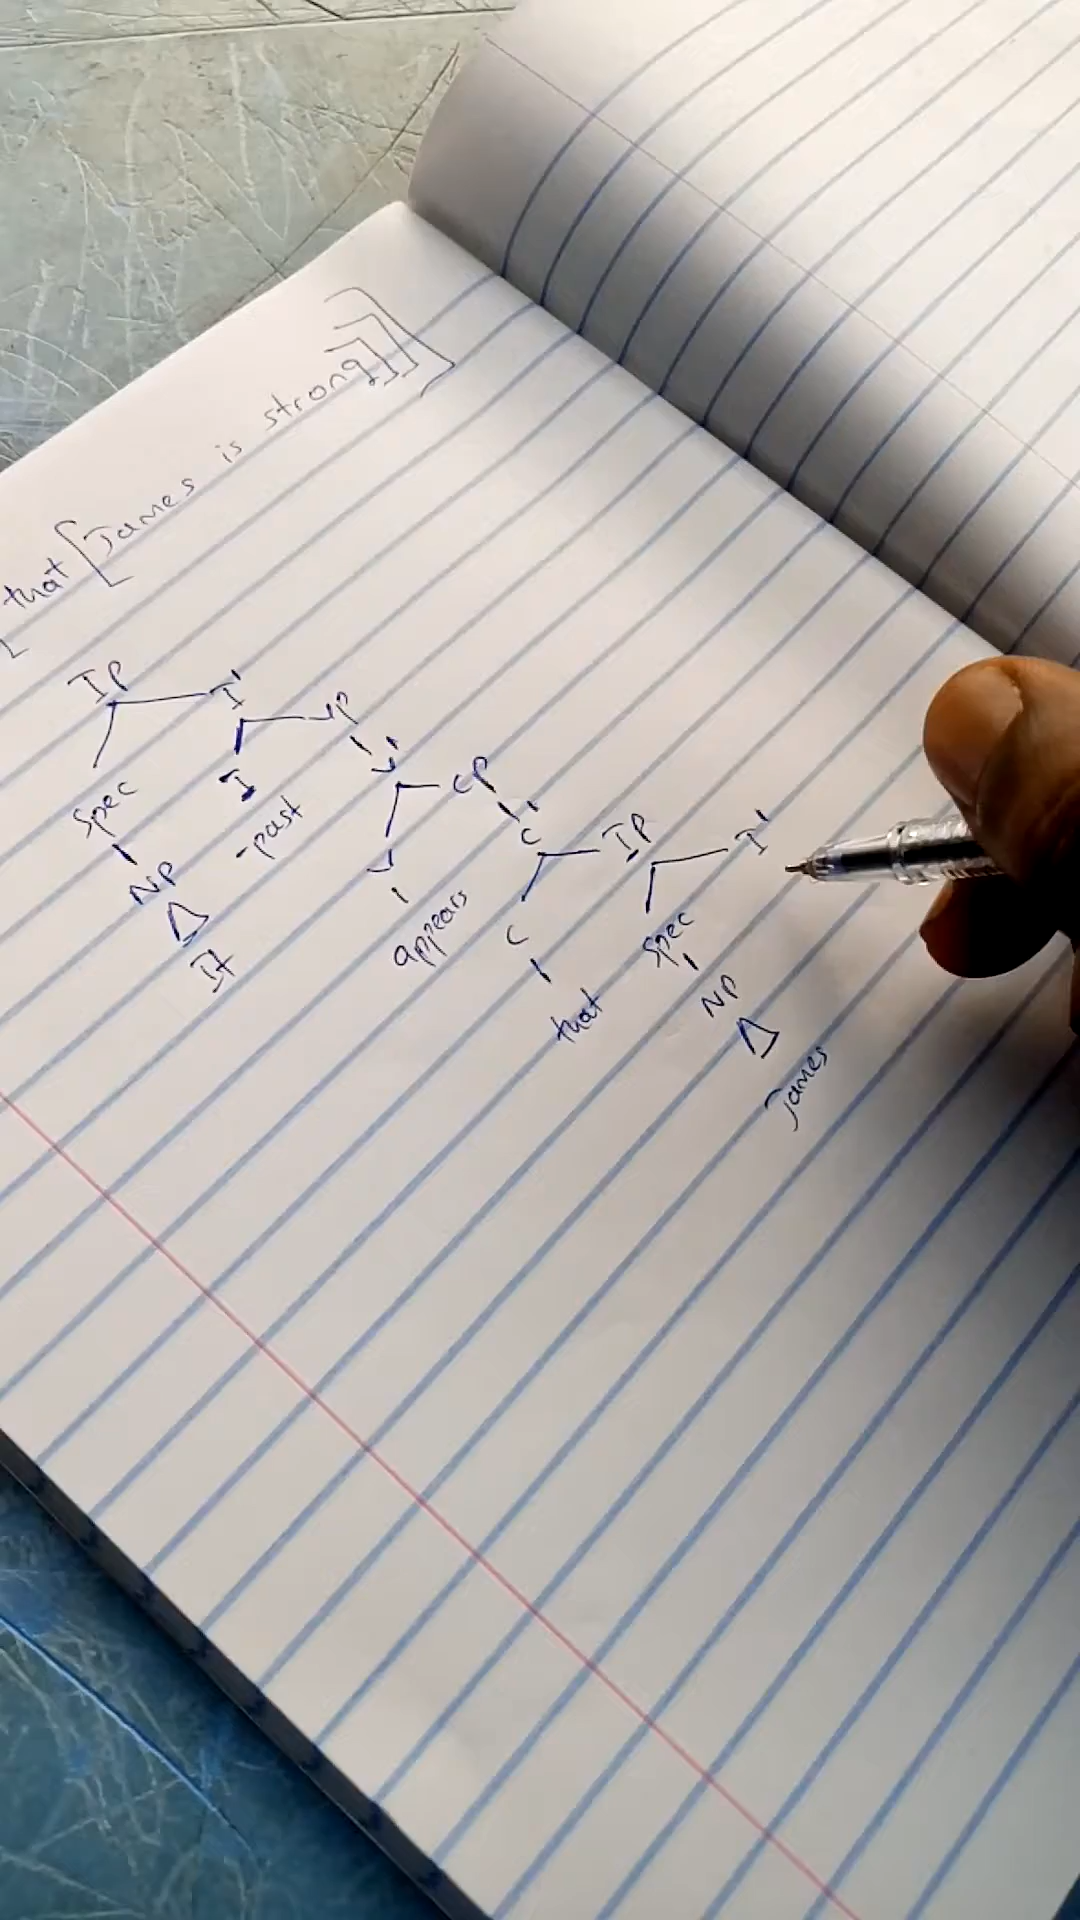 [that [James is strong]]]]
IP I' VP
I V' CP
Spec -past C' IP I'
NP V
It appears C Spec
that NP
James